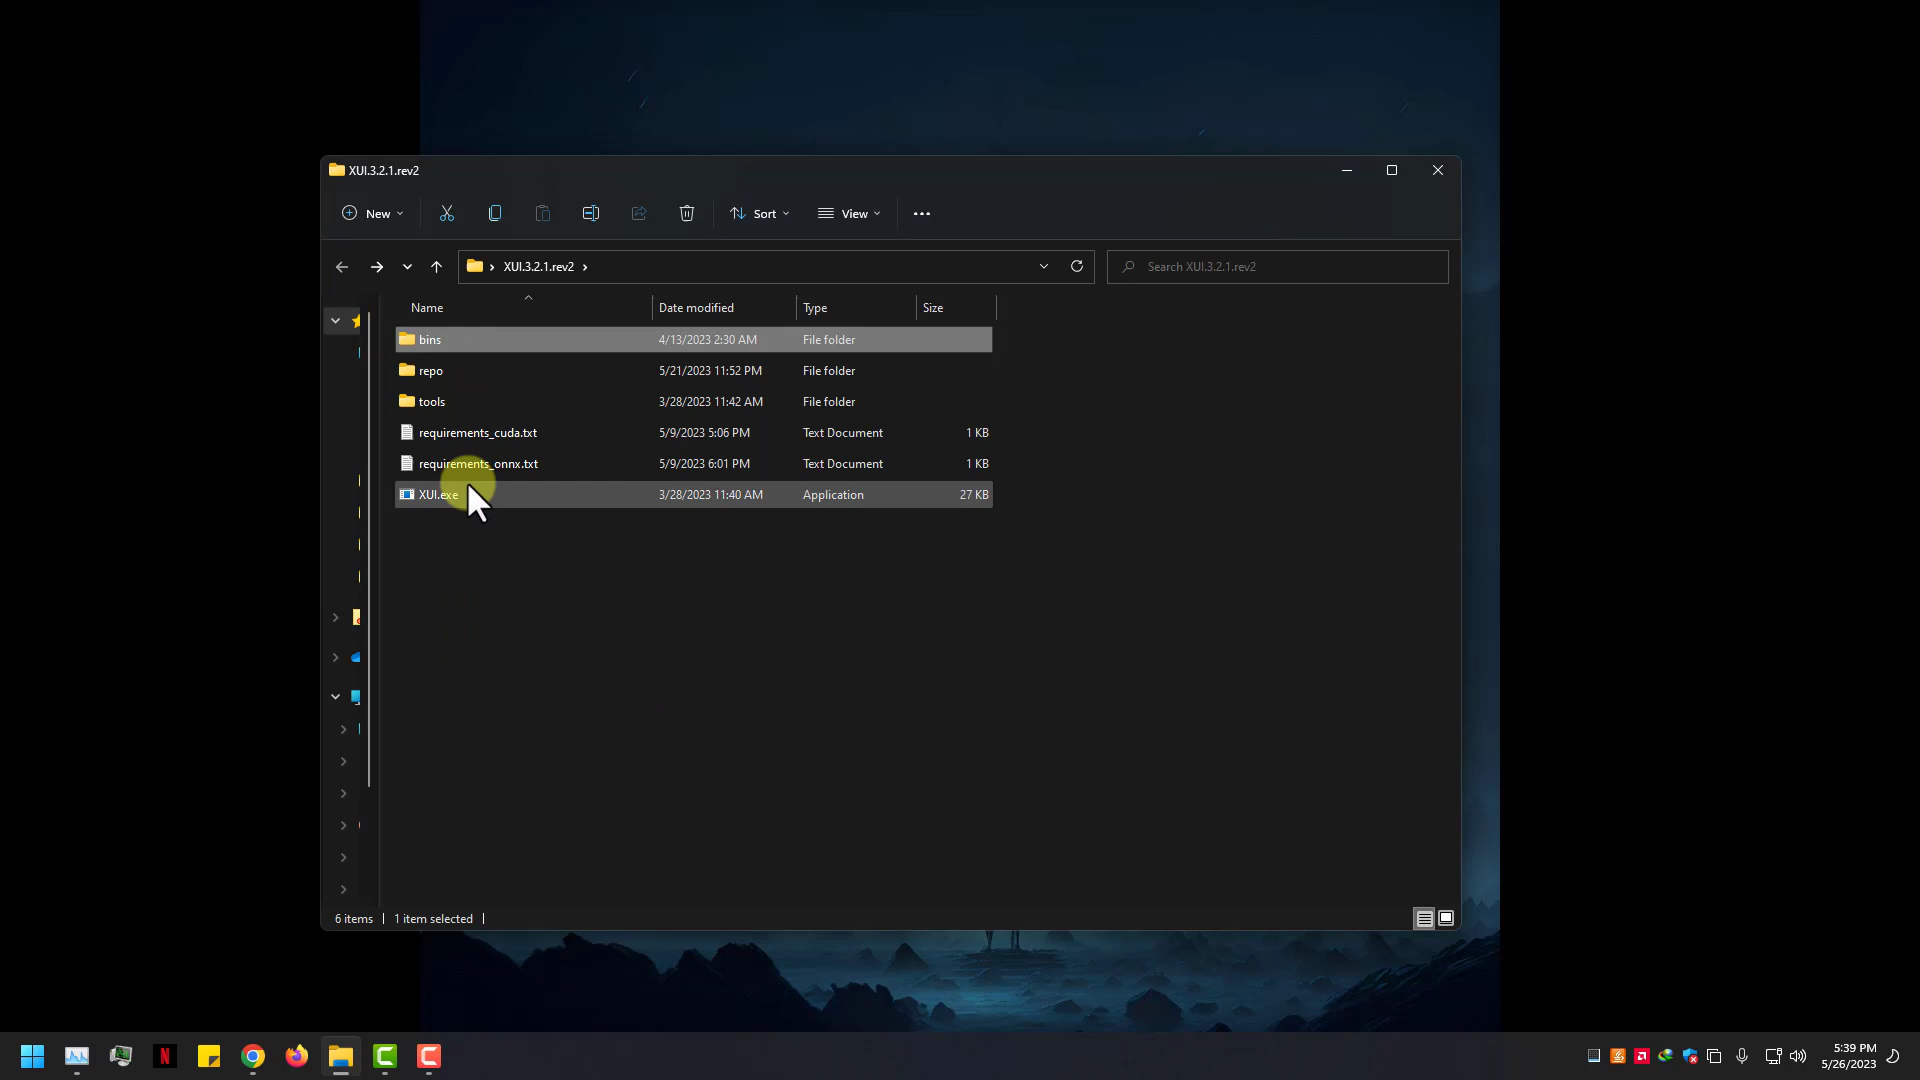 XUI.3.2.1.rev2
New
Sort
View
XUI.3.2.1.rev2
Search XUI.3.2.1.rev2
Name Date modified Type Size
bins 4/13/2023 2:30 AM File folder
repo 5/21/2023 11:52 PM File folder
tools 3/28/2023 11:42 AM File folder
requirements_cuda.txt 5/9/2023 5:06 PM Text Document 1 KB
requirements_onnx.txt 5/9/2023 6:01 PM Text Document 1 KB
XUI.exe 3/28/2023 11:40 AM Application 27 KB
6 items 1 item selected
5:39 PM
5/26/2023